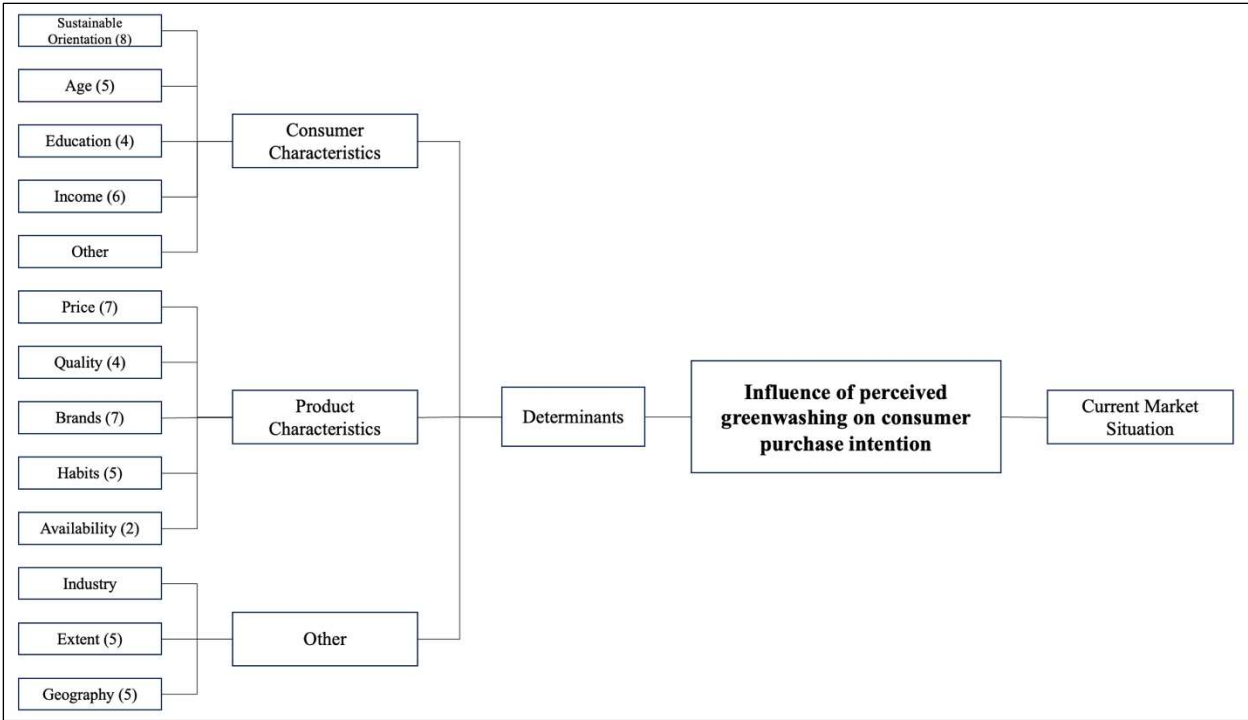 Sustainable
Orientation (8)
Age (5)
Education (4)
Income (6)
Other
Price (7)
Quality (4)
Brands (7)
Habits (5)
Availability (2)
Industry
Extent (5)
Geography (5)
Consumer
Characteristics
Product
Characteristics
Other
Determinants
Influence of perceived
greenwashing on consumer
purchase intention
Current Market
Situation